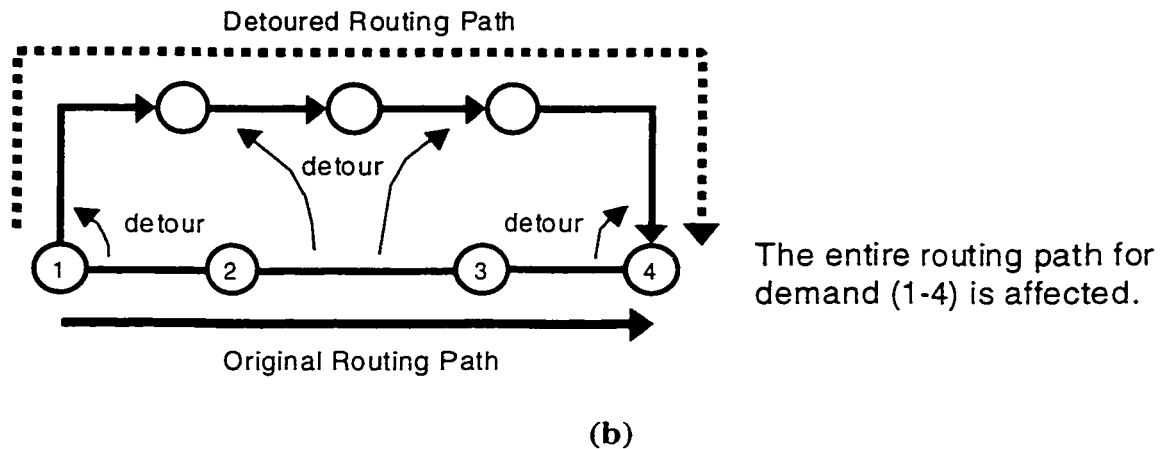 Detoured Routing Path
detour
detour
detour
1
2
3
4
The entire routing path for
demand (1-4) is affected.
Original Routing Path
(b)